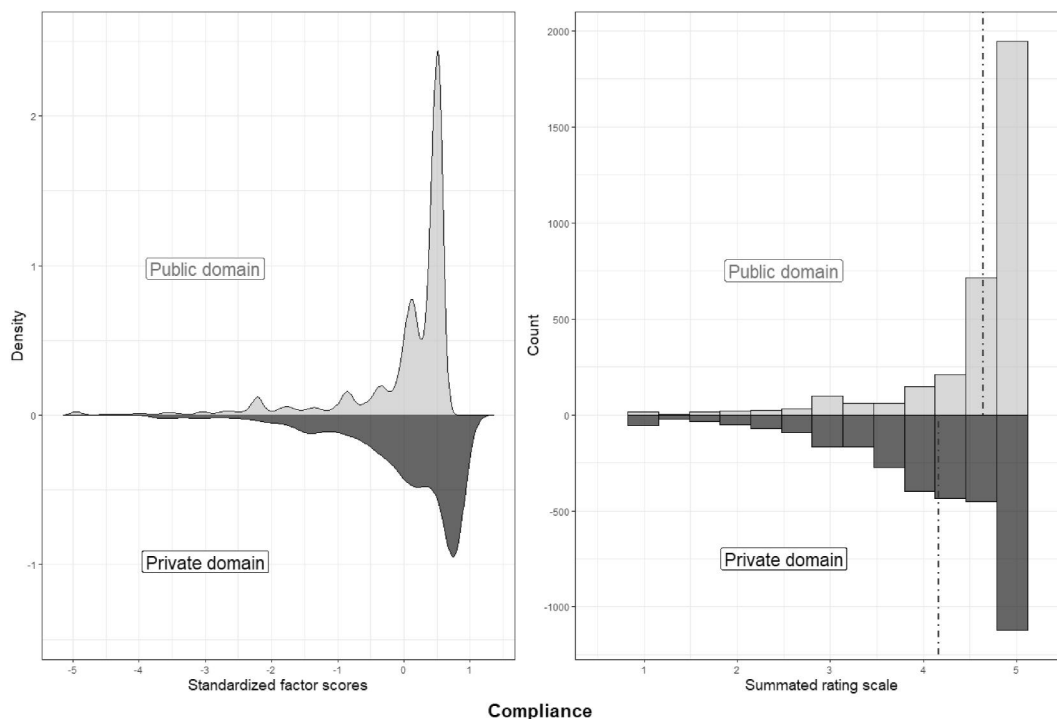 2
1
0
-1
Density
Public domain
Private domain
-5 -4 -3 -2 -1 0 1
Standardized factor scores
2000
1500
1000
500
0
-500
-1000
Count
Public domain
Private domain
1 2 3 4 5
Summated rating scale
Compliance